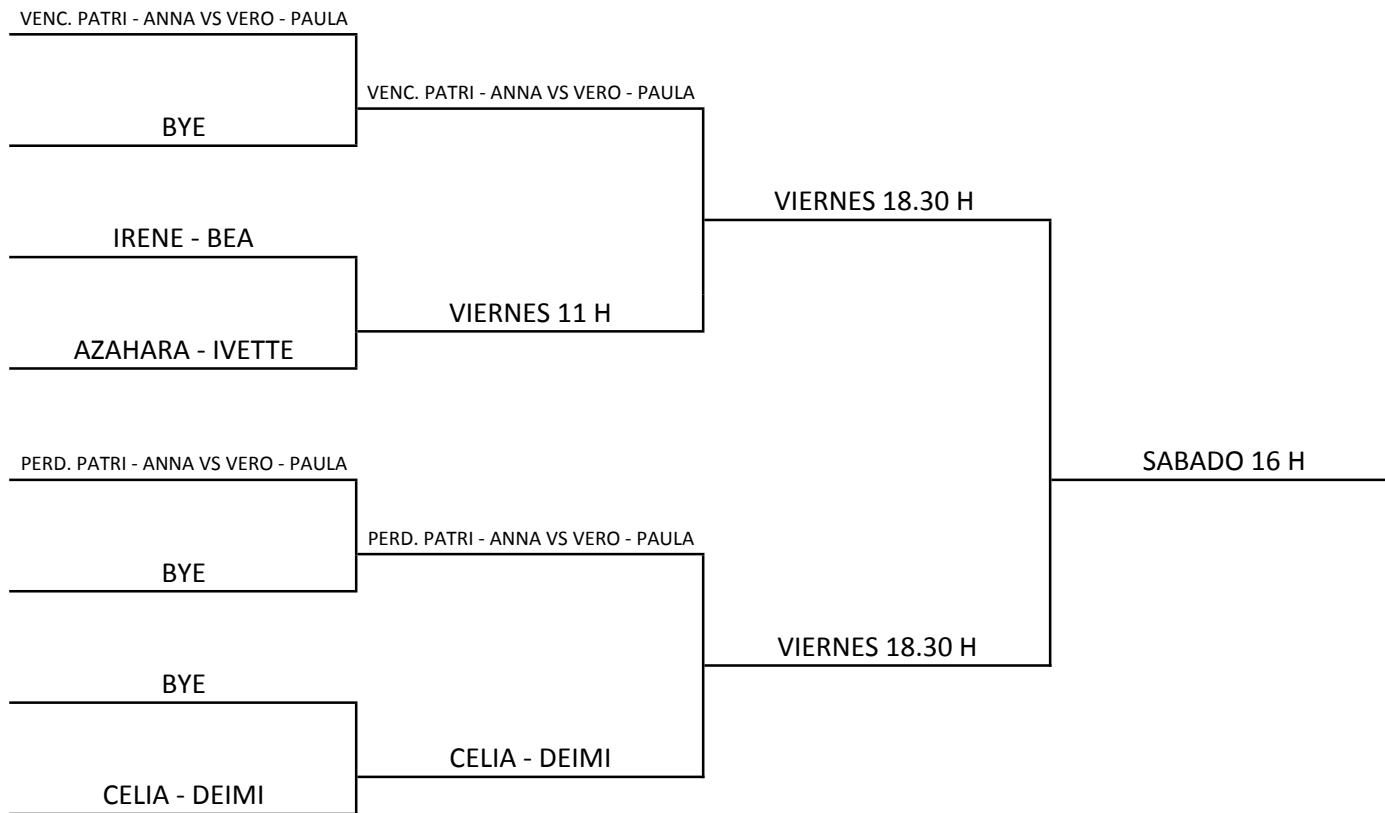 VENC. PATRI - ANNA VS VERO - PAULA
VENC. PATRI - ANNA VS VERO - PAULA
BYE
VIERNES 18.30 H
IRENE - BEA
VIERNES 11 H
AZAHARA - IVETTE
SABADO 16 H
PERD. PATRI - ANNA VS VERO - PAULA
PERD. PATRI - ANNA VS VERO - PAULA
BYE
VIERNES 18.30 H
BYE
CELIA - DEIMI
CELIA - DEIMI